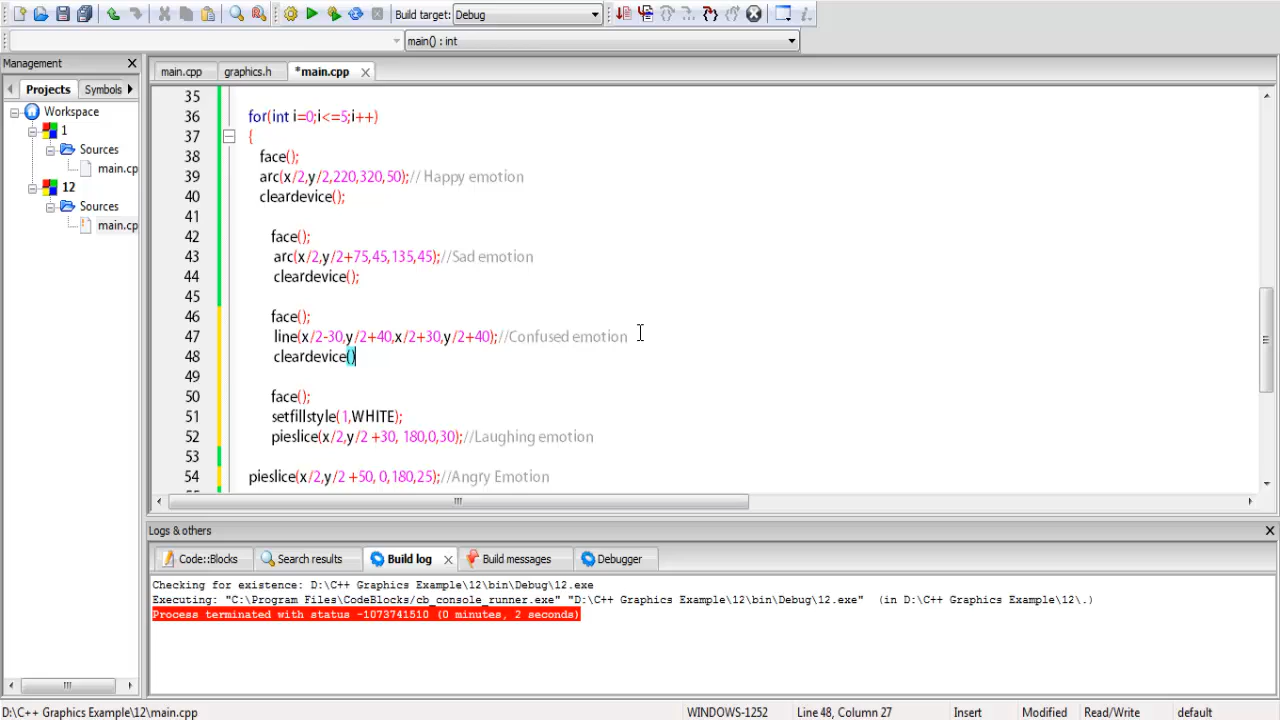 Build target: Debug
main() : int
Management
main.cpp graphics.h *main.cpp
Projects Symbols
Workspace
1
Sources
main.cp
12
Sources
main.cp
35
36 for(int i=0;i<=5;i++)
37 {
38 face();
39 arc(x/2,y/2,220,320,50);// Happy emotion
40 cleardevice();
41
42 face();
43 arc(x/2,y/2+75,45,135,45);//Sad emotion
44 cleardevice();
45
46 face();
47 line(x/2-30,y/2+40,x/2+30,y/2+40);//Confused emotion
48 cleardevice()
49
50 face();
51 setfillstyle(1,WHITE);
52 pieslice(x/2,y/2 +30, 180,0,30);//Laughing emotion
53
54 pieslice(x/2,y/2 +50, 0,180,25);//Angry Emotion
Logs & others
Code::Blocks Search results Build log Build messages Debugger
Checking for existence: D:\C++ Graphics Example\12\bin\Debug\12.exe
Executing: "C:\Program Files\CodeBlocks/cb_console_runner.exe" "D:\C++ Graphics Example\12\bin\Debug\12.exe" (in D:\C++ Graphics Example\12\.)
Process terminated with status -1073741510 (0 minutes, 2 seconds)
D:\C++ Graphics Example\12\main.cpp WINDOWS-1252 Line 48, Column 27 Insert Modified Read/Write default